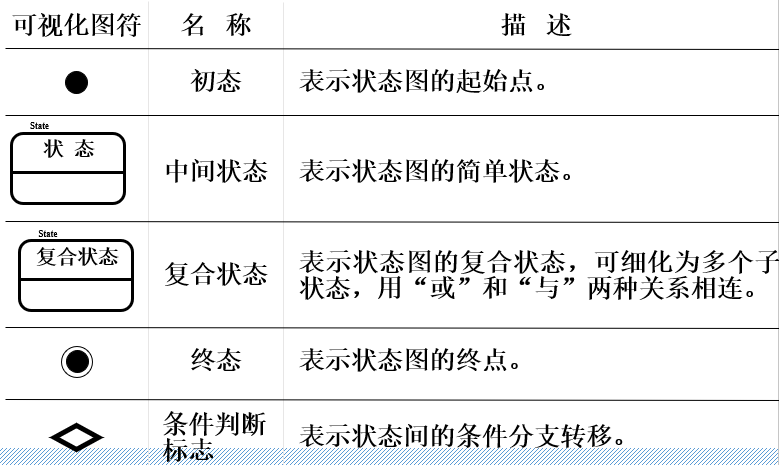 可视化图符 名 称 描 述
初态 表示状态图的起始点。
State
状 态
中间状态 表示状态图的简单状态。
State
复合状态
复合状态 表示状态图的复合状态，可细化为多个子
状态，用“或”和“与”两种关系相连。
终态 表示状态图的终点。
条件判断
标志
表示状态间的条件分支转移。